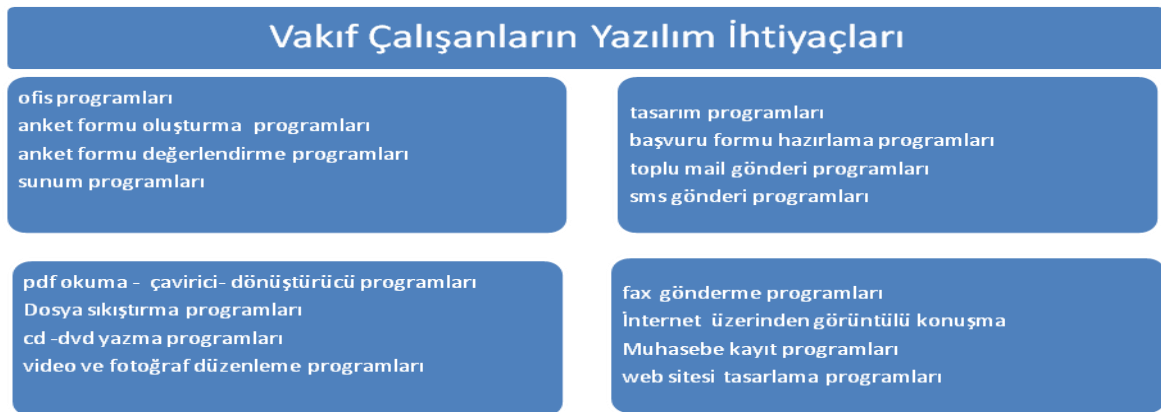 Vakıf Çalışanların Yazılım İhtiyaçları
ofis programları
anket formu oluşturma programları
anket formu değerlendirme programları
sunum programları
tasarım programları
başvuru formu hazırlama programları
toplu mail gönderi programları
sms gönderi programları
pdf okuma - çavirici- dönüştürücü programları
Dosya sıkıştırma programları
cd -dvd yazma programları
video ve fotoğraf düzenleme programları
fax gönderme programları
İnternet üzerinden görüntülü konuşma
Muhasebe kayıt programları
web sitesi tasarlama programları